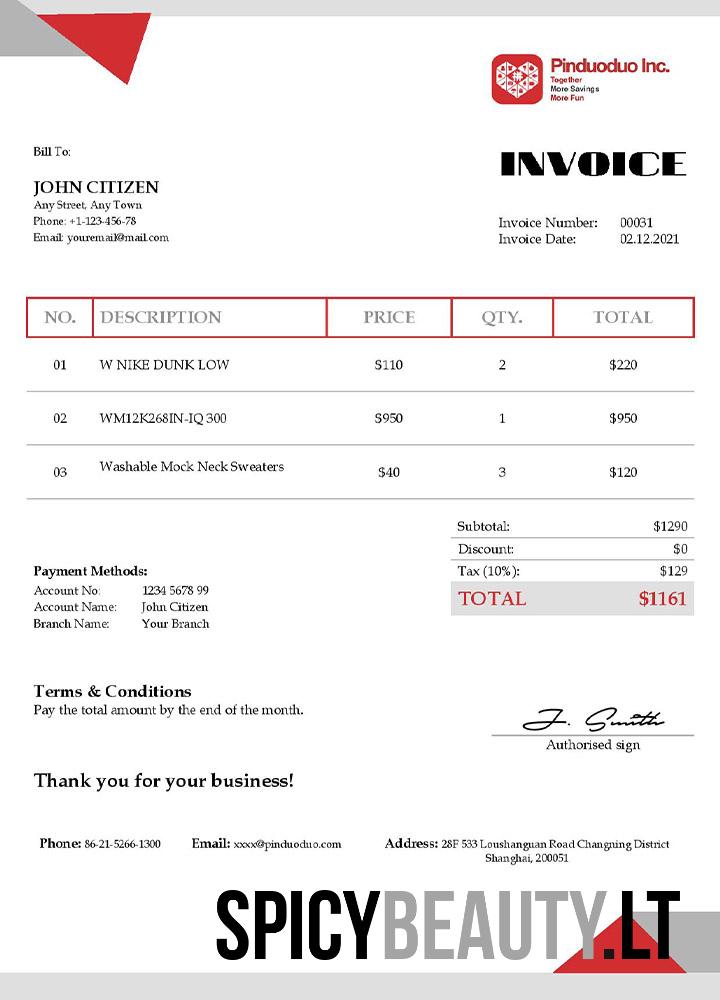 Pinduoduo Inc.
Together
More Savings
More Fun
Bill To:
INVOICE
JOHN CITIZEN
Any Street, Any Town
Phone: +1-123-456-78
Email: youremail@mail.com
Invoice Number: 00031
Invoice Date: 02.12.2021
NO. DESCRIPTION PRICE QTY. TOTAL
01 W NIKE DUNK LOW $110 2 $220
02 WM12K268IN-IQ 300 $950 1 $950
03 Washable Mock Neck Sweaters $40 3 $120
Subtotal: $1290
Discount: $0
Tax (10%): $129
TOTAL $1161
Payment Methods:
Account No: 1234 5678 99
Account Name: John Citizen
Branch Name: Your Branch
Terms & Conditions
Pay the total amount by the end of the month.
J. Smith
Authorised sign
Thank you for your business!
Phone: 86-21-5266-1300 Email: xxxx@pinduoduo.com Address: 28F 533 Loushanguan Road Changning District
Shanghai, 200051
SPICYBEAUTY.LT